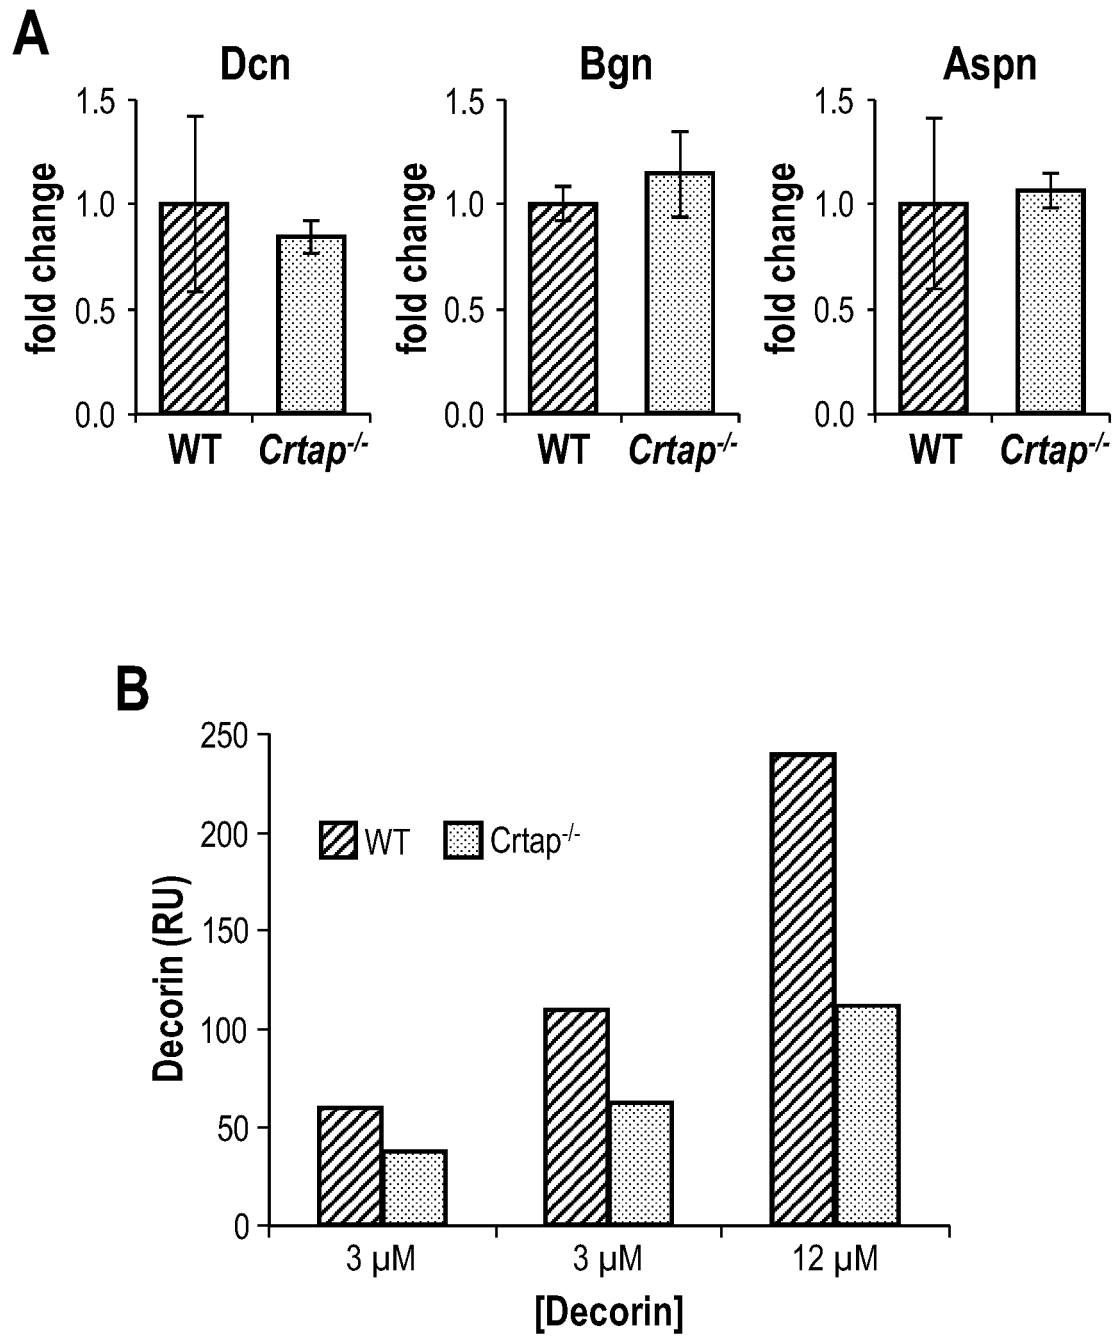 A
Dcn
Bgn
Aspn
fold change
1.5
1.0
0.5
0.0
WT
Crtap-/-
fold change
1.5
1.0
0.5
0.0
WT
Crtap-/-
fold change
1.5
1.0
0.5
0.0
WT
Crtap-/-
B
Decorin (RU)
250
200
150
100
50
0
WT
Crtap-/-
3 µM
3 µM
12 µM
[Decorin]